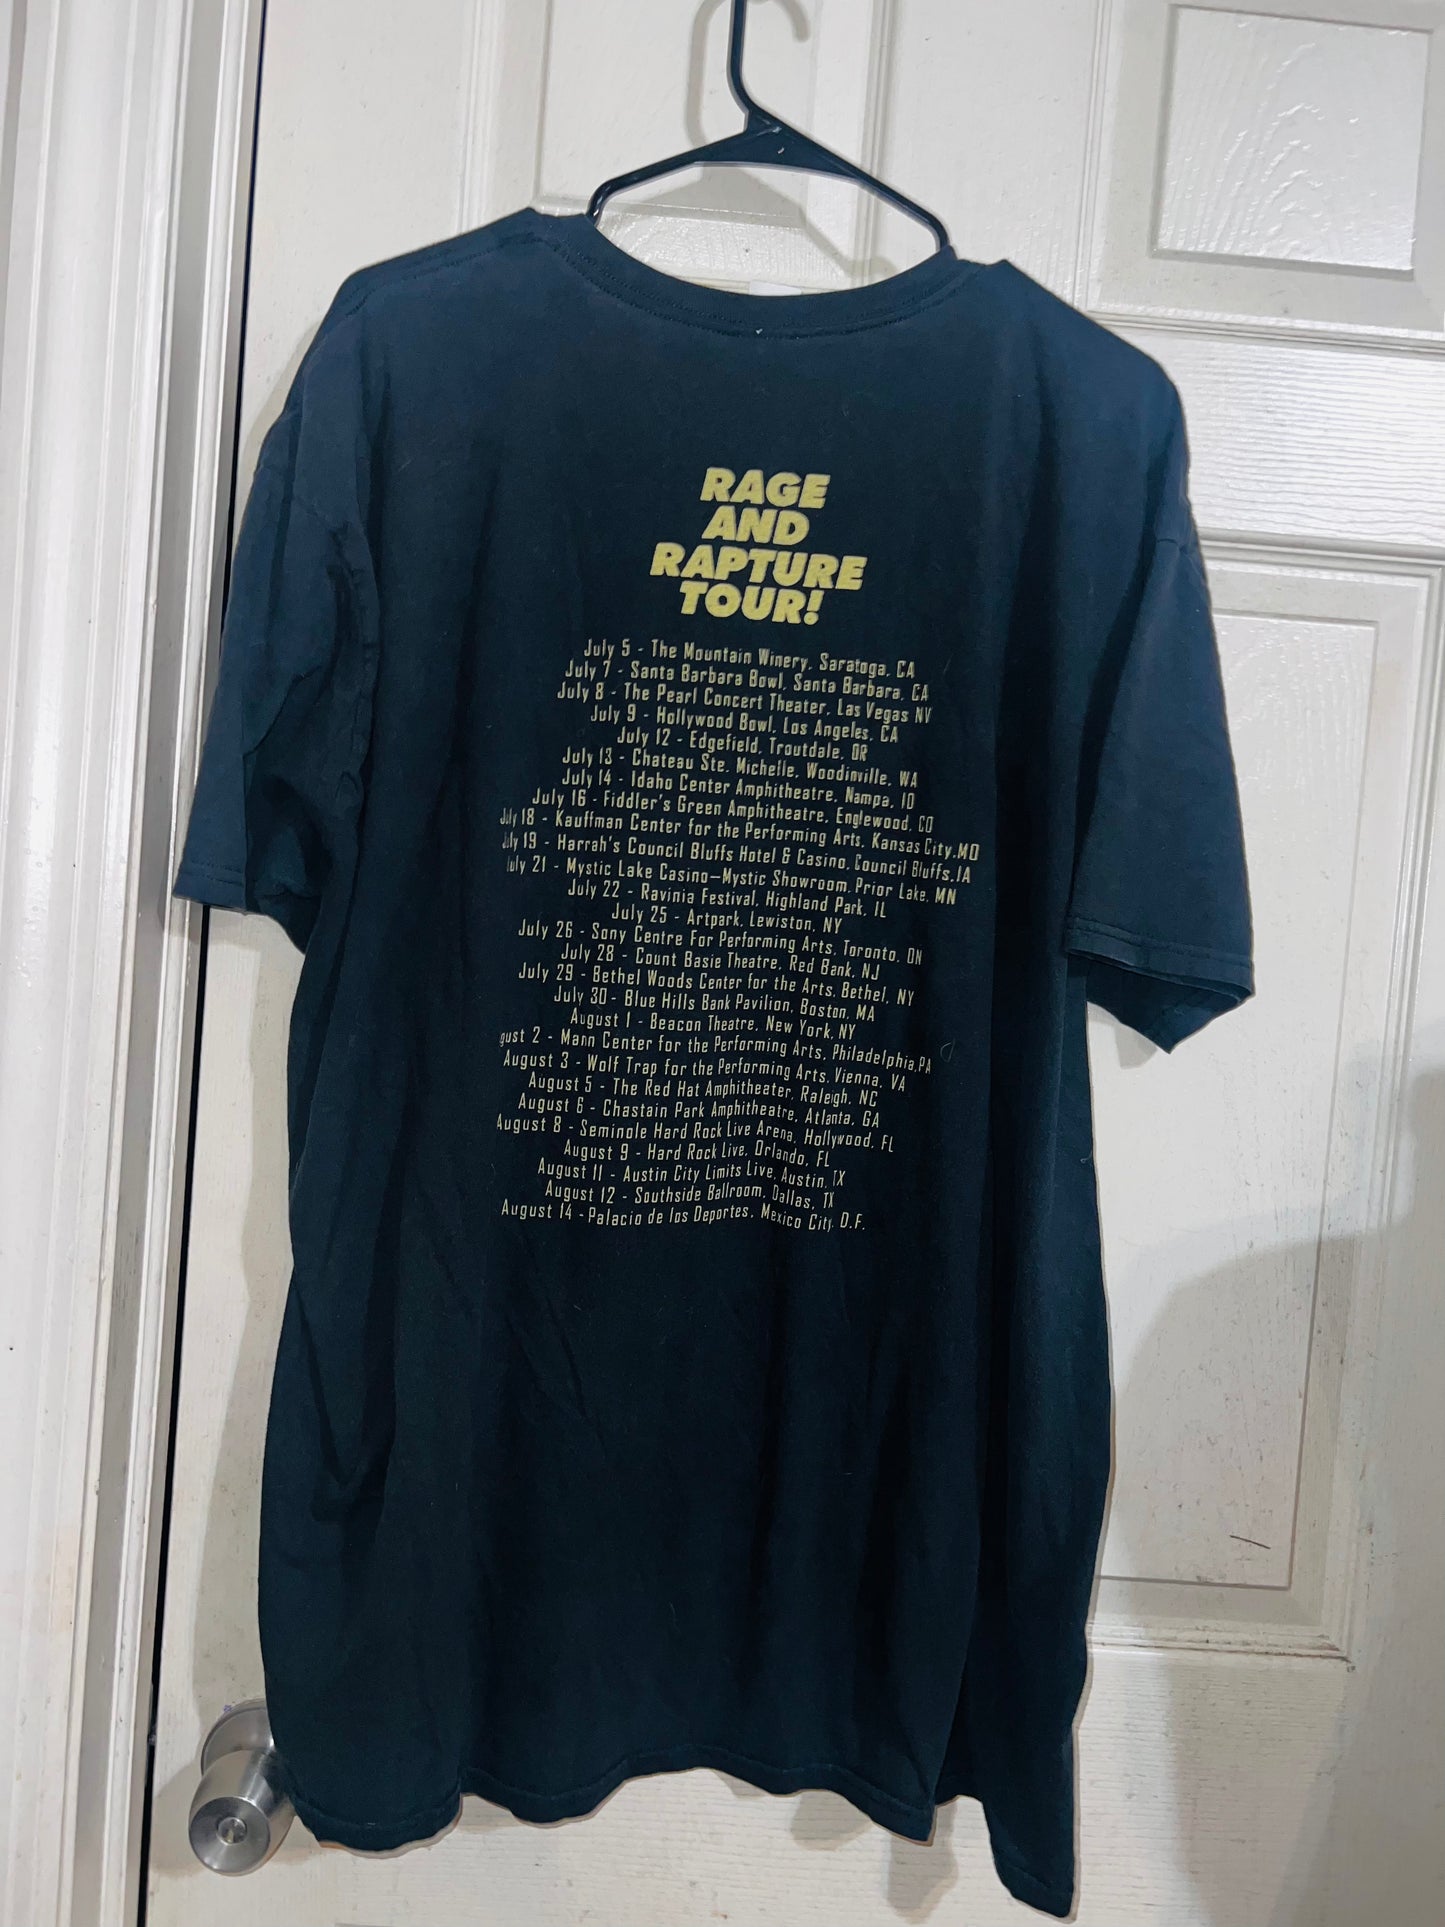 RAGE
AND
RAPTURE
TOUR!
July 5 - The Mountain Winery, Saratoga, CA
July 7 - Santa Barbara Bowl, Santa Barbara, CA
July 8 - The Pearl Concert Theater, Las Vegas NV
July 9 - Hollywood Bowl, Los Angeles, CA
July 12 - Edgefield, Troutdale, OR
July 13 - Chateau Ste. Michelle, Woodinville, WA
July 14 - Idaho Center Amphitheatre, Nampa, ID
July 16 - Fiddler's Green Amphitheatre, Englewood, CO
July 18 - Kauffman Center for the Performing Arts, Kansas City, MO
July 19 - Harrah's Council Bluffs Hotel & Casino, Council Bluffs, IA
July 21 - Mystic Lake Casino—Mystic Showroom, Prior Lake, MN
July 22 - Ravinia Festival, Highland Park, IL
July 25 - Artpark, Lewiston, NY
July 26 - Sony Centre For Performing Arts, Toronto, ON
July 28 - Count Basie Theatre, Red Bank, NJ
July 29 - Bethel Woods Center for the Arts, Bethel, NY
July 30 - Blue Hills Bank Pavilion, Boston, MA
August 1 - Beacon Theatre, New York, NY
gust 2 - Mann Center for the Performing Arts, Philadelphia, PA
August 3 - Wolf Trap for the Performing Arts, Vienna, VA
August 5 - The Red Hat Amphitheater, Raleigh, NC
August 6 - Chastain Park Amphitheatre, Atlanta, GA
August 8 - Seminole Hard Rock Live Arena, Hollywood, FL
August 9 - Hard Rock Live, Orlando, FL
August 11 - Austin City Limits Live, Austin, TX
August 12 - Southside Ballroom, Dallas, TX
August 14 - Palacio de los Deportes, Mexico City D.F.